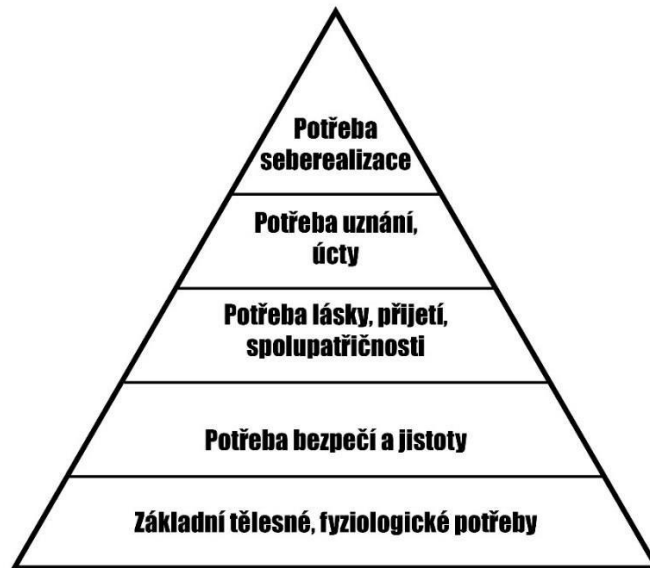 Potřeba
seberealizace
Potřeba uznání,
úcty
Potřeba lásky, přijetí,
spolupatřičnosti
Potřeba bezpečí a jistoty
Základní tělesné, fyziologické potřeby